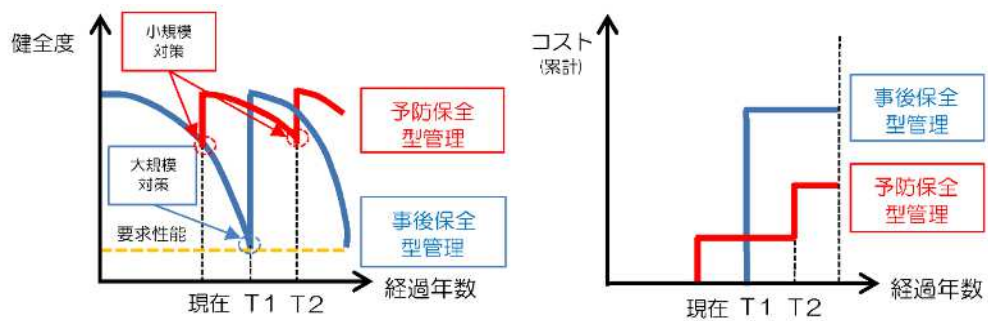 健全度
小規模
対策
予防保全
型管理
大規模
対策
要求性能
事後保全
型管理
現在
T1
T2
経過年数
コスト
(累計)
事後保全
型管理
予防保全
型管理
現在
T1
T2
経過年数